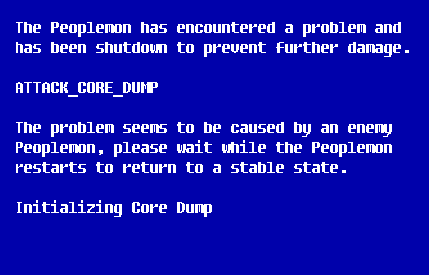 The Peoplemon has encountered a problem and
has been shutdown to prevent further damage.
ATTACK_CORE_DUMP
The problem seems to be caused by an enemy
Peoplemon, please wait while the Peoplemon
restarts to return to a stable state.
Initializing Core Dump